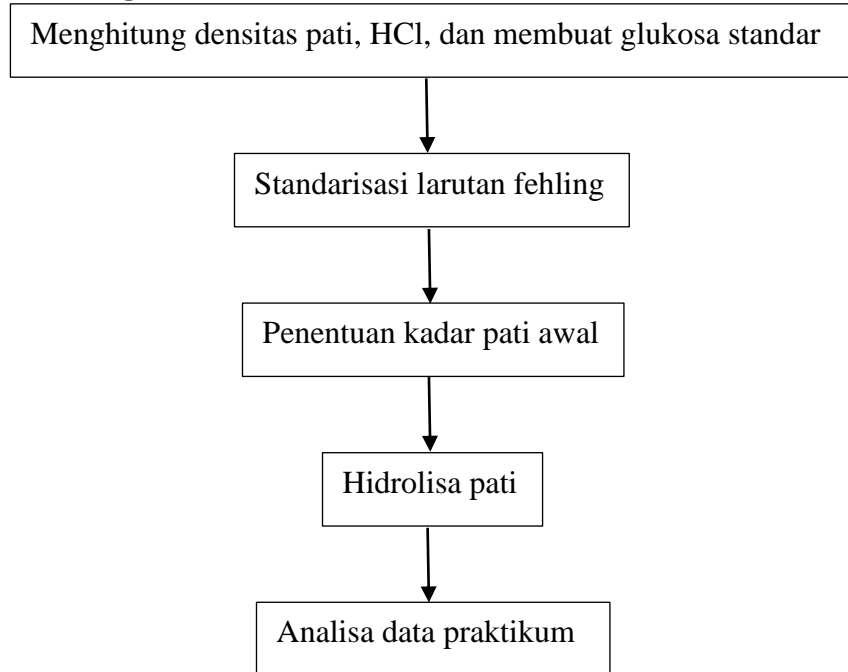 Menghitung densitas pati, HCl, dan membuat glukosa standar
Standarisasi larutan fehling
Penentuan kadar pati awal
Hidrolisa pati
Analisa data praktikum